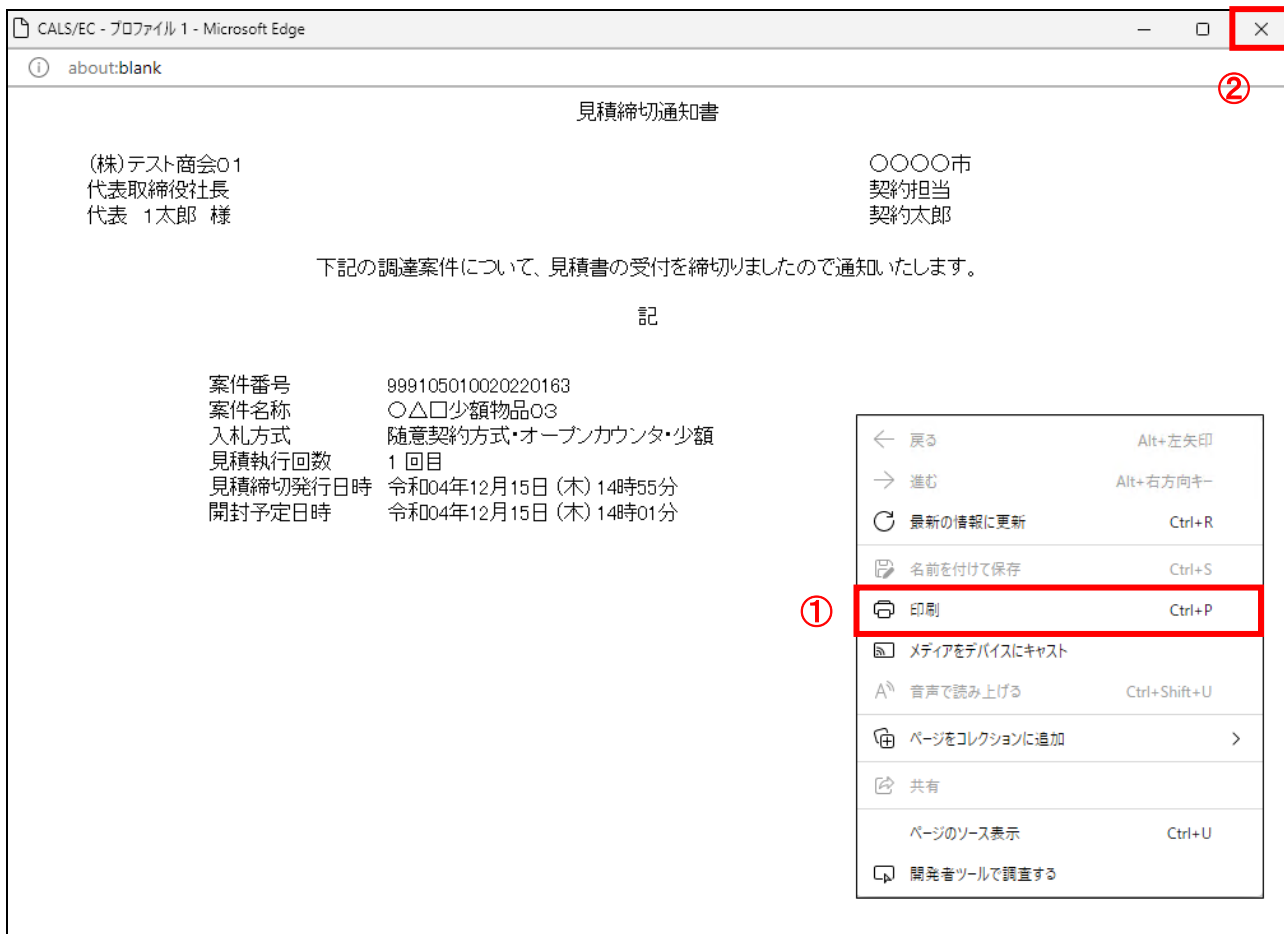 CALS/EC - プロファイル 1 - Microsoft Edge
about:blank
②
見積締切通知書
(株)テスト商会01
代表取締役社長
代表 1太郎 様
〇〇〇〇市
契約担当
契約太郎
下記の調達案件について、見積書の受付を締切りましたので通知いたします。
記
案件番号 999105010020220163
案件名称 ○△□少額物品03
入札方式 随意契約方式・オープンカウンタ・少額
見積執行回数 1 回目
見積締切発行日時 令和04年12月15日 (木) 14時55分
開封予定日時 令和04年12月15日 (木) 14時01分
戻る Alt+左矢印
進む Alt+右方向キー
最新の情報に更新 Ctrl+R
名前を付けて保存 Ctrl+S
① 印刷 Ctrl+P
メディアをデバイスにキャスト
音声で読み上げる Ctrl+Shift+U
ページをコレクションに追加
共有
ページのソース表示 Ctrl+U
開発者ツールで調査する